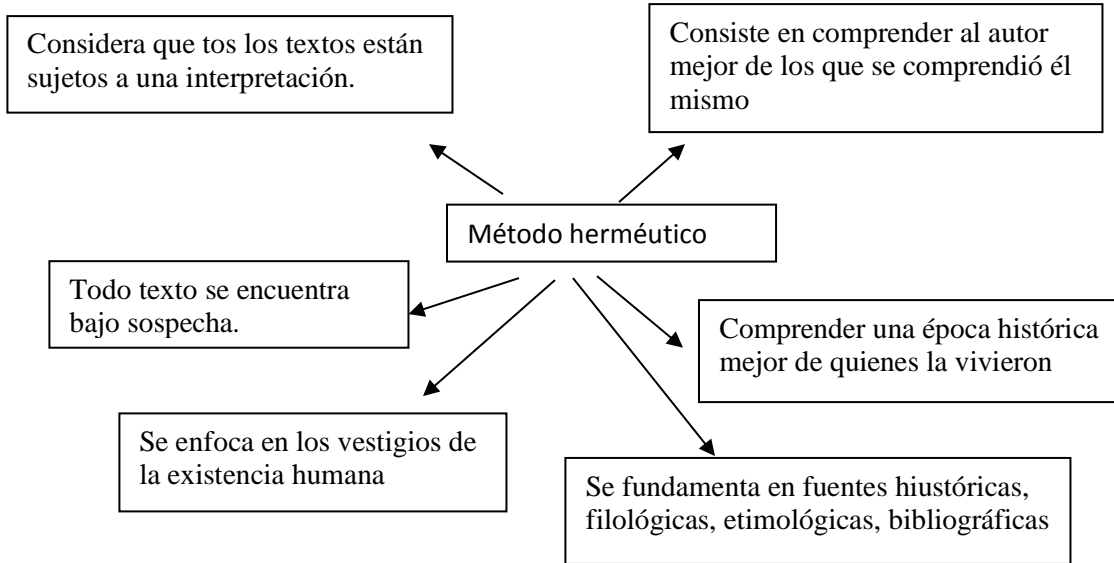 Considera que tos los textos están
sujetos a una interpretación.
Consiste en comprender al autor
mejor de los que se comprendió él
mismo
Método herméutico
Todo texto se encuentra
bajo sospecha.
Comprender una época histórica
mejor de quienes la vivieron
Se enfoca en los vestigios de
la existencia humana
Se fundamenta en fuentes hiustóricas,
filológicas, etimológicas, bibliográficas